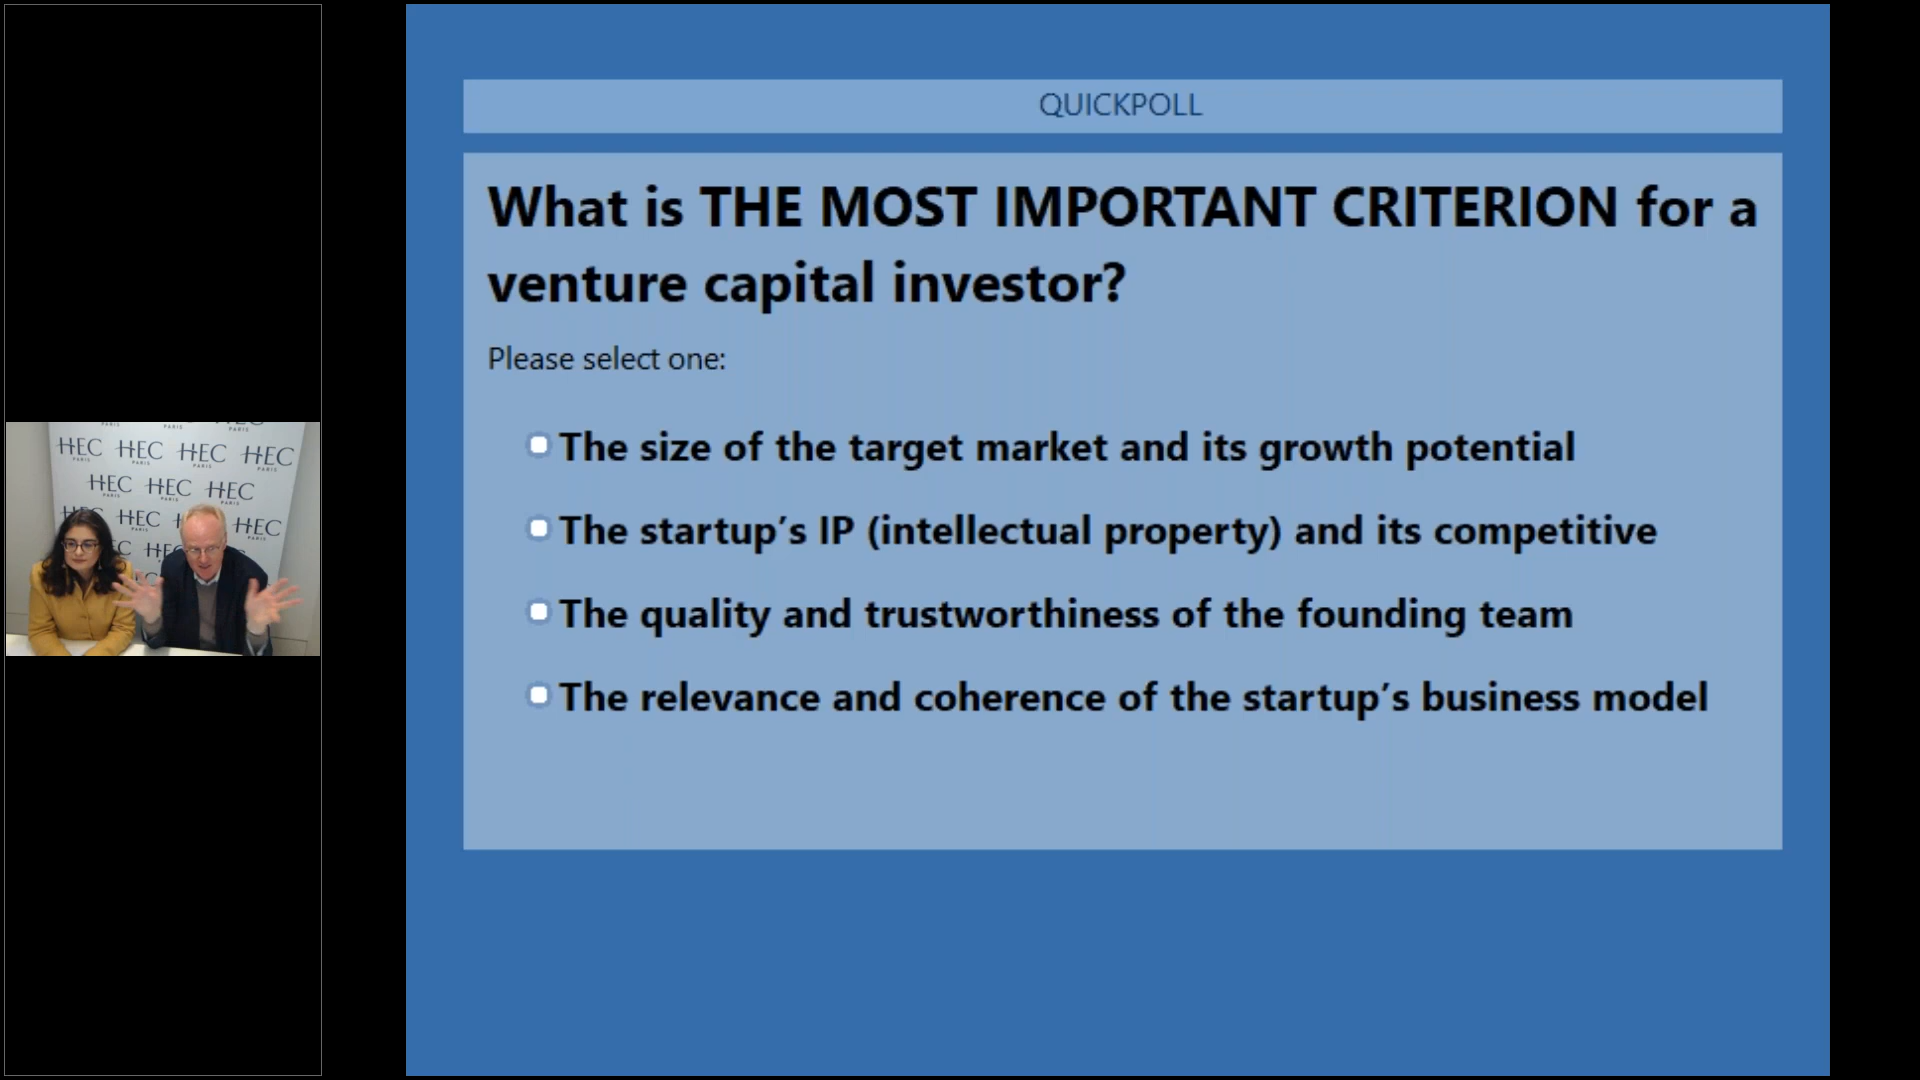 QUICKPOLL
What is THE MOST IMPORTANT CRITERION for a
venture capital investor?
Please select one:
The size of the target market and its growth potential
The startup’s IP (intellectual property) and its competitive
The quality and trustworthiness of the founding team
The relevance and coherence of the startup’s business model
HEC HEC HEC HEC
PARIS PARIS PARIS PARIS
HEC HEC HEC
PARIS PARIS PARIS
HEC HEC
HEC